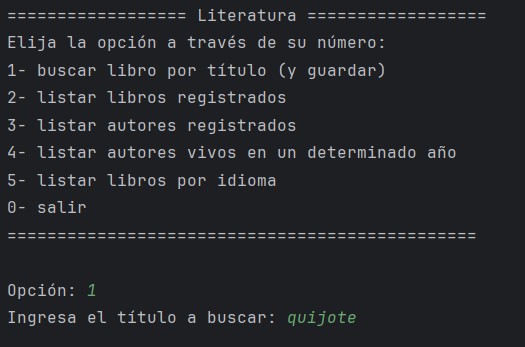 ================== Literatura ==================
Elija la opción a través de su número:
1- buscar libro por título (y guardar)
2- listar libros registrados
3- listar autores registrados
4- listar autores vivos en un determinado año
5- listar libros por idioma
0- salir
===============================================
Opción: 1
Ingresa el título a buscar: quijote